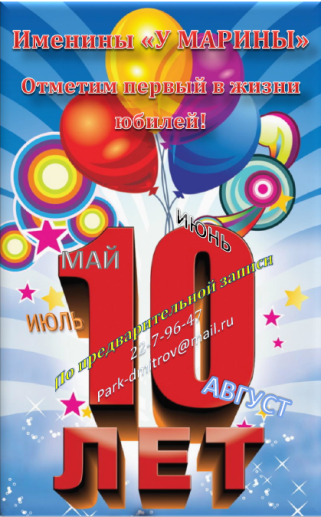 Именины «У МАРИНЫ»
Отметим первый в жизни
юбилей!
ИЮНЬ
МАЙ
10
ИЮЛЬ
По предварительной записи
22-7-96-47
park-dmitrov@mail.ru
АВГУСТ
ЛЕТ